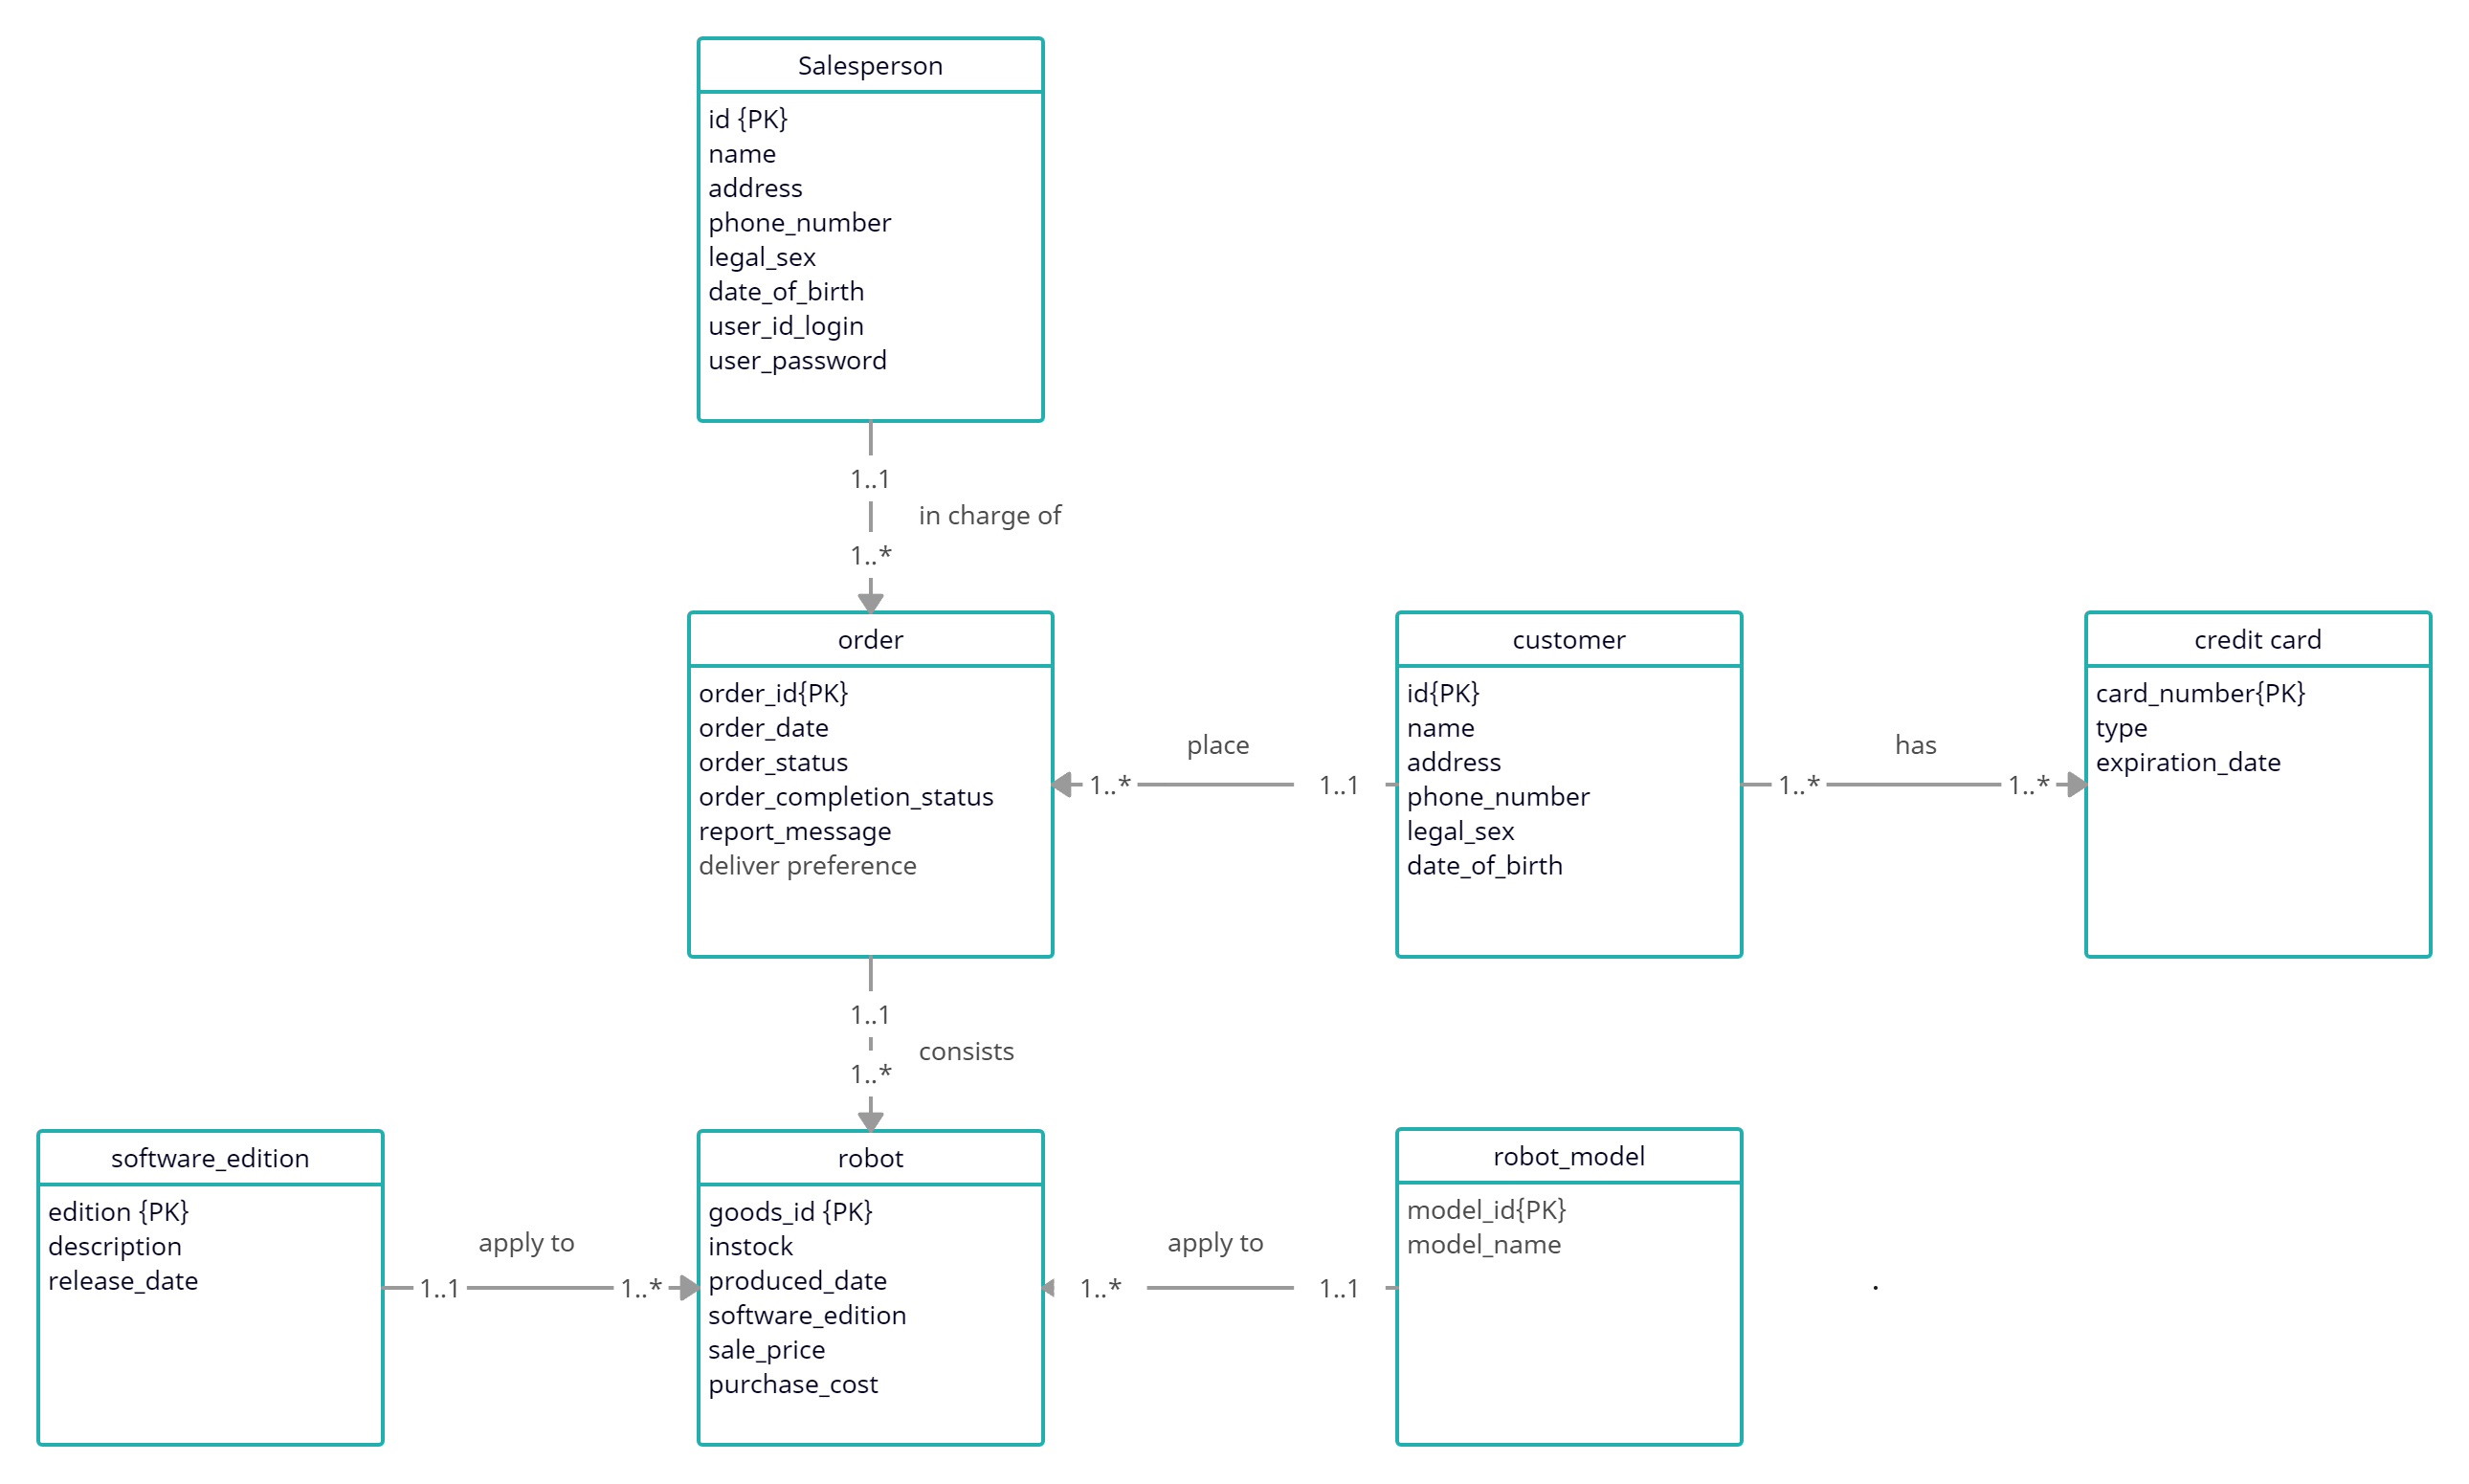 Salesperson
id {PK}
name
address
phone_number
legal_sex
date_of_birth
user_id_login
user_password
1..1
in charge of
1..*
order
order_id{PK}
order_date
order_status
order_completion_status
report_message
deliver preference
place
1..*
1..1
customer
id{PK}
name
address
phone_number
legal_sex
date_of_birth
has
1..*
1..*
credit card
card_number{PK}
type
expiration_date
1..1
consists
1..*
software_edition
edition {PK}
description
release_date
apply to
1..1
1..*
robot
goods_id {PK}
instock
produced_date
software_edition
sale_price
purchase_cost
apply to
1..*
1..1
robot_model
model_id{PK}
model_name
.